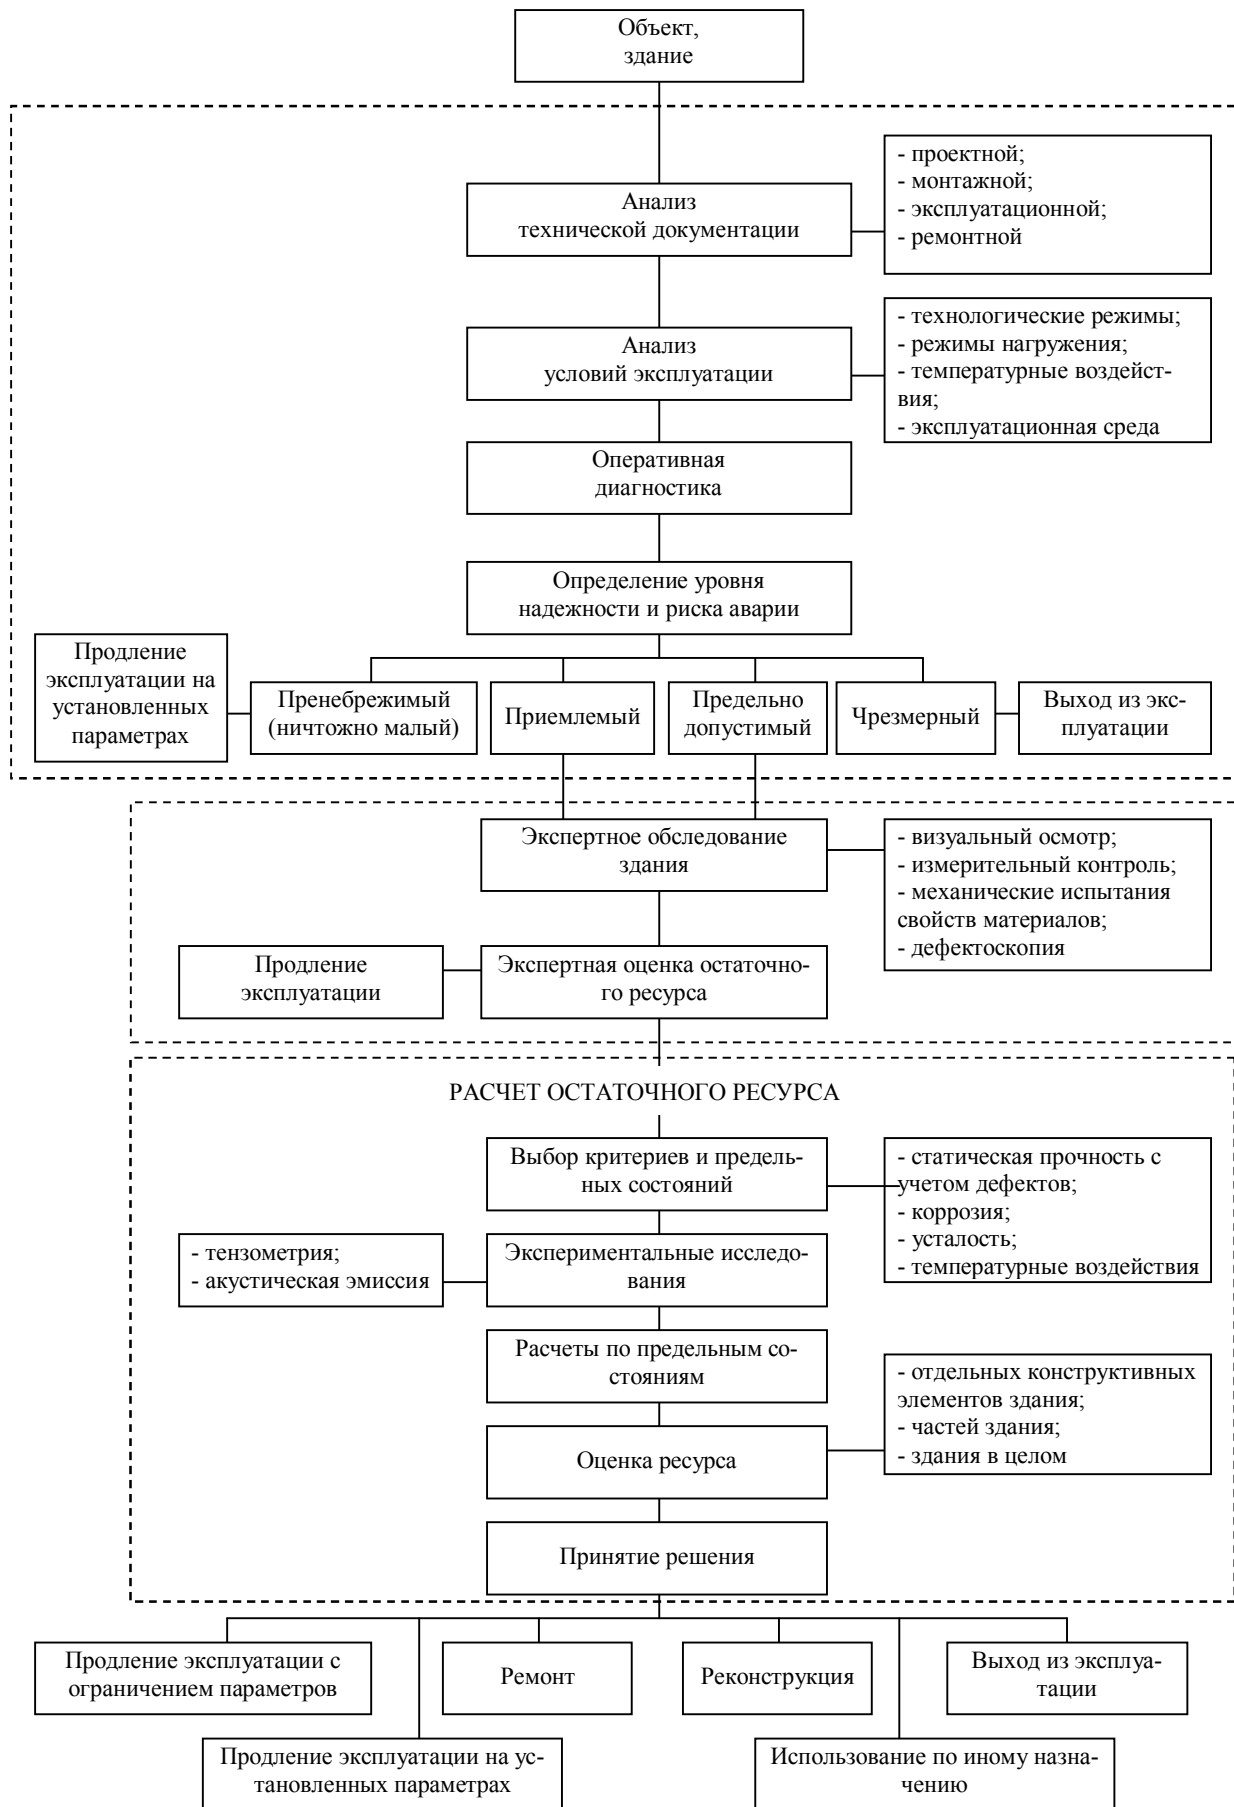 Объект,
здание
- проектной;
- монтажной;
- эксплуатационной;
- ремонтной
Анализ
технической документации
- технологические режимы;
- режимы нагружения;
- температурные воздейст-
вия;
- эксплуатационная среда
Анализ
условий эксплуатации
Оперативная
диагностика
Определение уровня
надежности и риска аварии
Продление
эксплуатации на
установленных
параметрах
Пренебрежимый
(ничтожно малый)
Приемлемый
Предельно
допустимый
Чрезмерный
Выход из экс-
плуатации
Экспертное обследование
здания
- визуальный осмотр;
- измерительный контроль;
- механические испытания
свойств материалов;
- дефектоскопия
Продление
эксплуатации
Экспертная оценка остаточно-
го ресурса
РАСЧЕТ ОСТАТОЧНОГО РЕСУРСА
Выбор критериев и предель-
ных состояний
- статическая прочность с
учетом дефектов;
- коррозия;
- усталость;
- температурные воздействия
- тензометрия;
- акустическая эмиссия
Экспериментальные исследо-
вания
Расчеты по предельным со-
стояниям
- отдельных конструктивных
элементов здания;
- частей здания;
- здания в целом
Оценка ресурса
Принятие решения
Продление эксплуатации с
ограничением параметров
Ремонт
Реконструкция
Выход из эксплуа-
тации
Продление эксплуатации на ус-
тановленных параметрах
Использование по иному назна-
чению